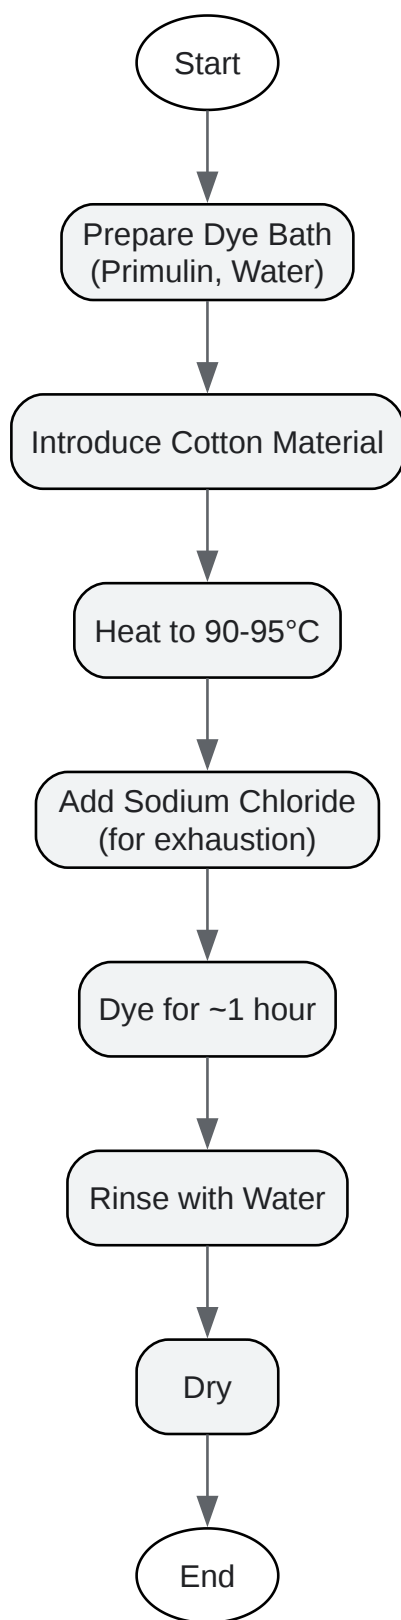 Start
Prepare Dye Bath
(Primulin, Water)
Introduce Cotton Material
Heat to 90-95°C
Add Sodium Chloride
(for exhaustion)
Dye for ~1 hour
Rinse with Water
Dry
End